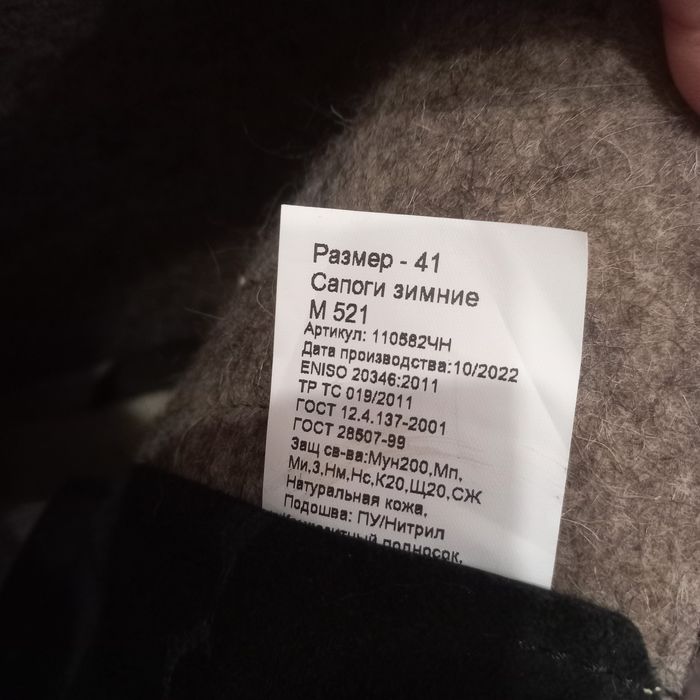 Размер - 41
Сапоги зимние
М 521
Артикул: 110582ЧН
Дата производства:10/2022
ENISO 20346:2011
ТР ТС 019/2011
ГОСТ 12.4.137-2001
ГОСТ 28507-99
Защ св-ва:Мун200,Мп,
Ми,З,Нм,Нс,К20,Щ20,СЖ
Натуральная кожа,
Подошва: ПУ/Нитрил
подносок,